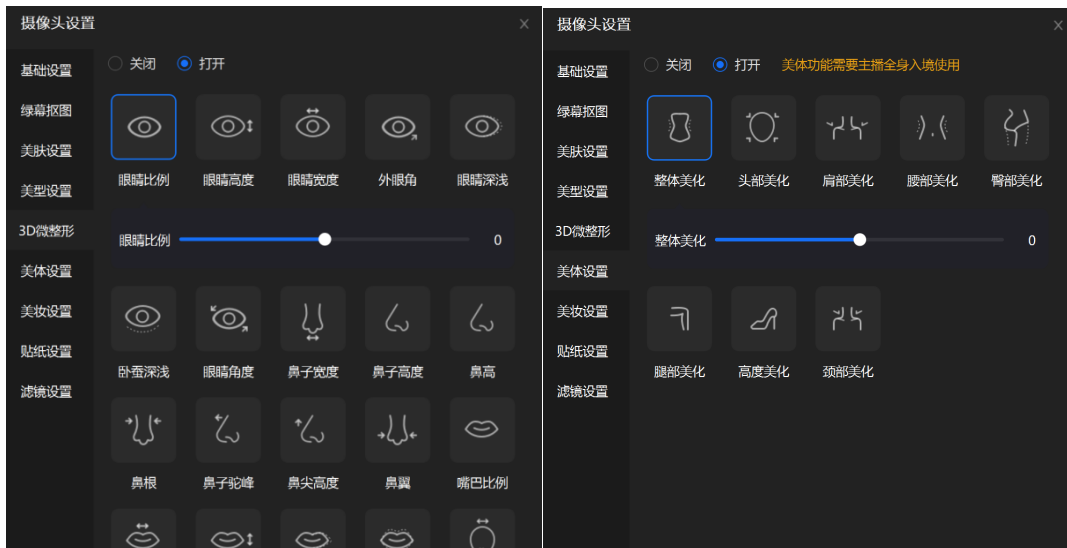 摄像头设置
基础设置
绿幕抠图
美肤设置
美型设置
3D微整形
美体设置
美妆设置
贴纸设置
滤镜设置
关闭 打开
眼睛比例 眼睛高度 眼睛宽度 外眼角 眼睛深浅
眼睛比例 0
卧蚕深浅 眼睛角度 鼻子宽度 鼻子高度 鼻高
鼻根 鼻子驼峰 鼻尖高度 鼻翼 嘴巴比例
摄像头设置
基础设置
绿幕抠图
美肤设置
美型设置
3D微整形
美体设置
美妆设置
贴纸设置
滤镜设置
关闭 打开 美体功能需要主播全身入境使用
整体美化 头部美化 肩部美化 腰部美化 臀部美化
整体美化 0
腿部美化 高度美化 颈部美化